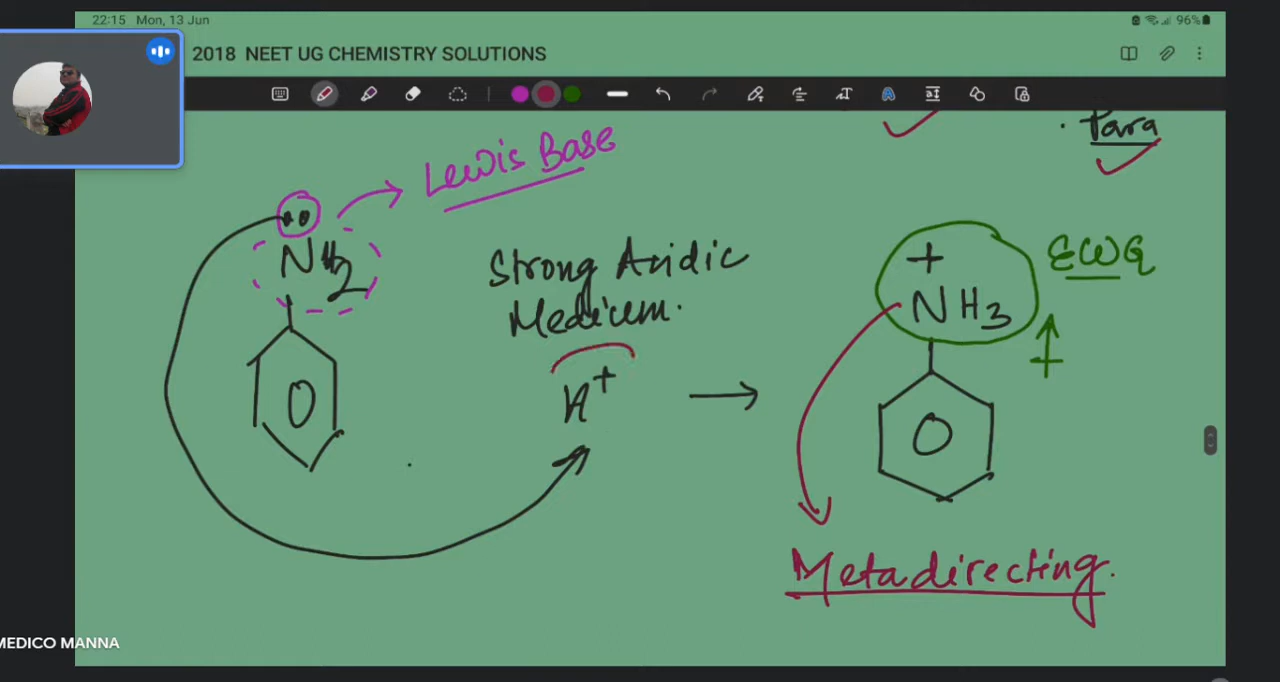 22:15 Mon, 13 Jun
96%
2018 NEET UG CHEMISTRY SOLUTIONS
. Para
Lewis Base
NH2
Strong Acidic
Medium.
H+
+
NH3
EWG
Metadirecting.
MEDICO MANNA